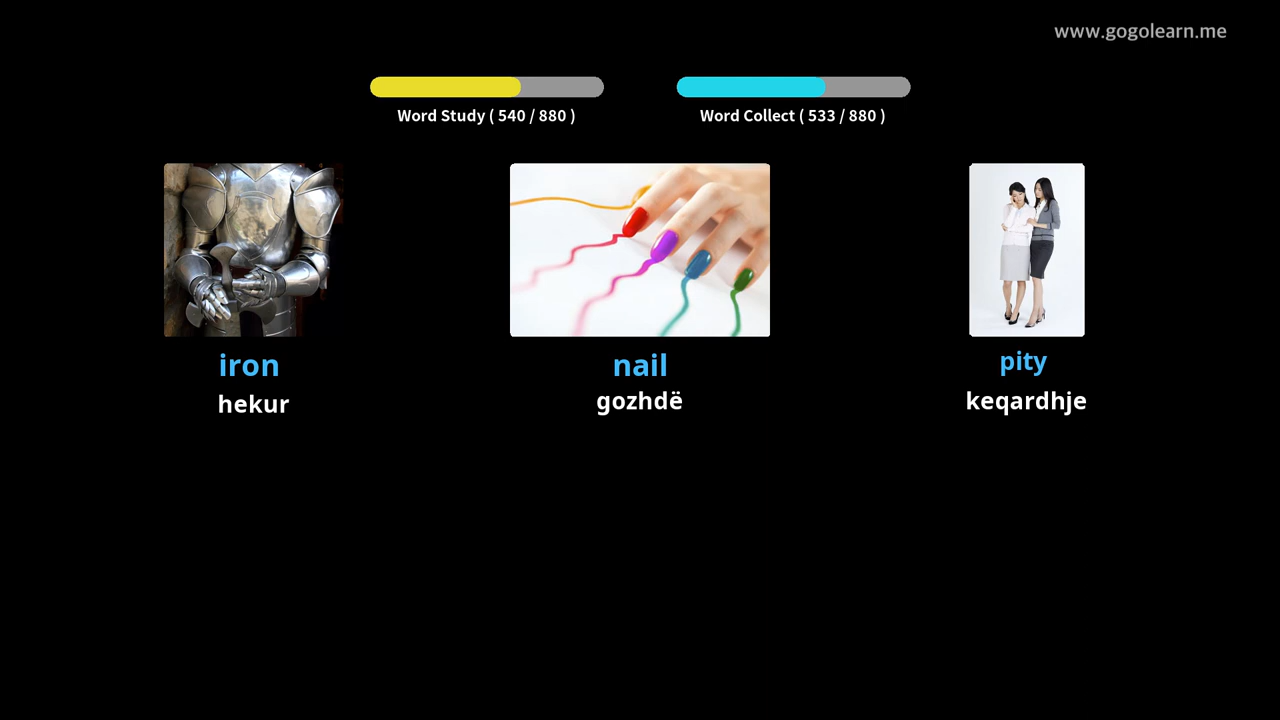 www.gogolearn.me
Word Study ( 540 / 880 )
Word Collect ( 533 / 880 )
iron
hekur
nail
gozhdë
pity
keqardhje